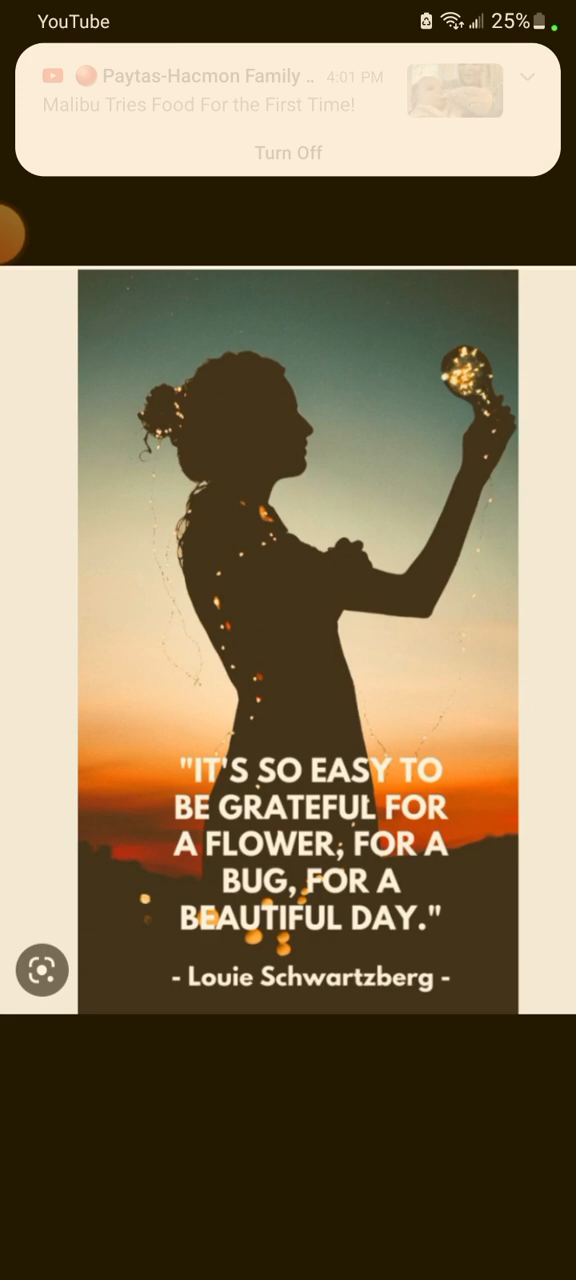 YouTube 25%
Paytas-Hacmon Family .. 4:01 PM
Malibu Tries Food For the First Time!
Turn Off
"IT'S SO EASY TO
BE GRATEFUL FOR
A FLOWER, FOR A
BUG, FOR A
BEAUTIFUL DAY."
- Louie Schwartzberg -